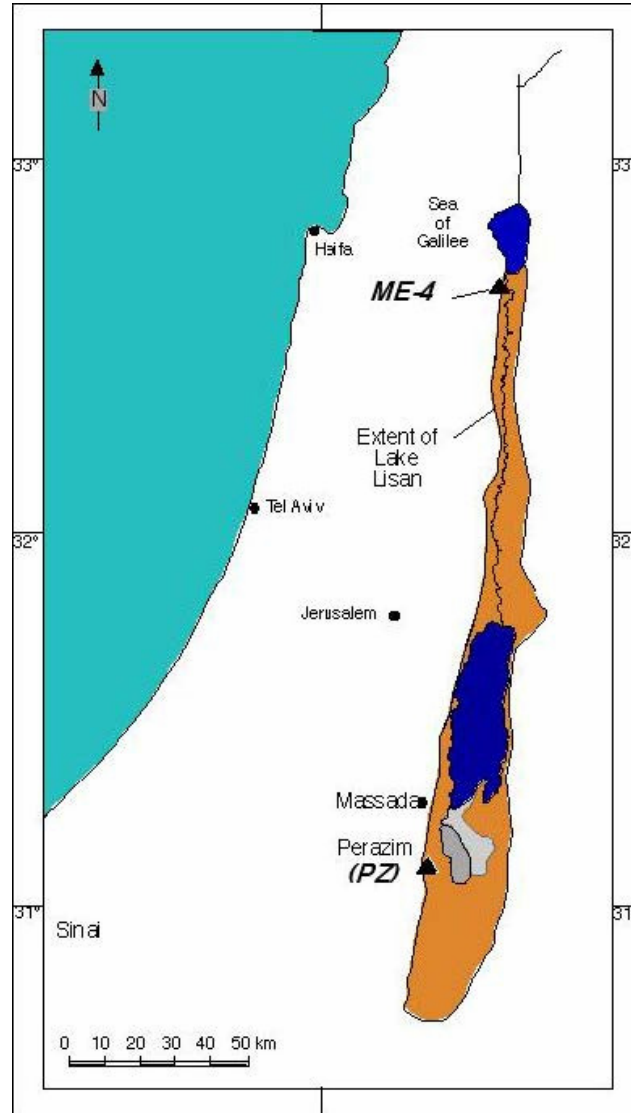 N
33°
Sea
of
Galilee
Haifa
ME-4
Extent of
Lake
Lisan
Tel Aviv
32°
32
Jerusalem
Massada
Perazim
(PZ)
31°
31
Sinai
0 10 20 30 40 50 km